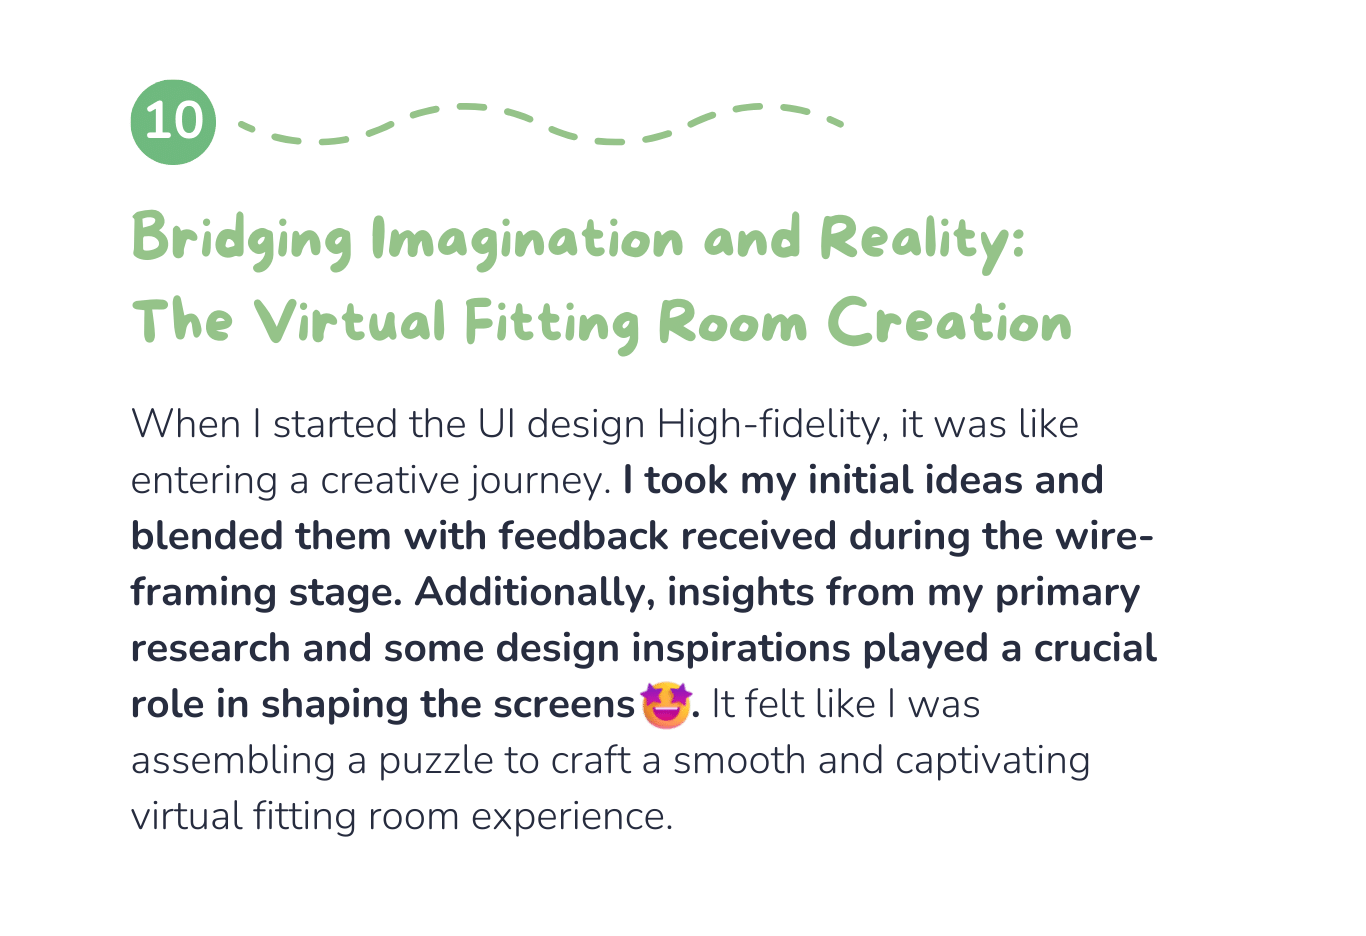 10
Bridging Imagination and Reality:
The Virtual Fitting Room Creation
When I started the UI design High-fidelity, it was like
entering a creative journey. I took my initial ideas and
blended them with feedback received during the wire-
framing stage. Additionally, insights from my primary
research and some design inspirations played a crucial
role in shaping the screens🤩. It felt like I was
assembling a puzzle to craft a smooth and captivating
virtual fitting room experience.